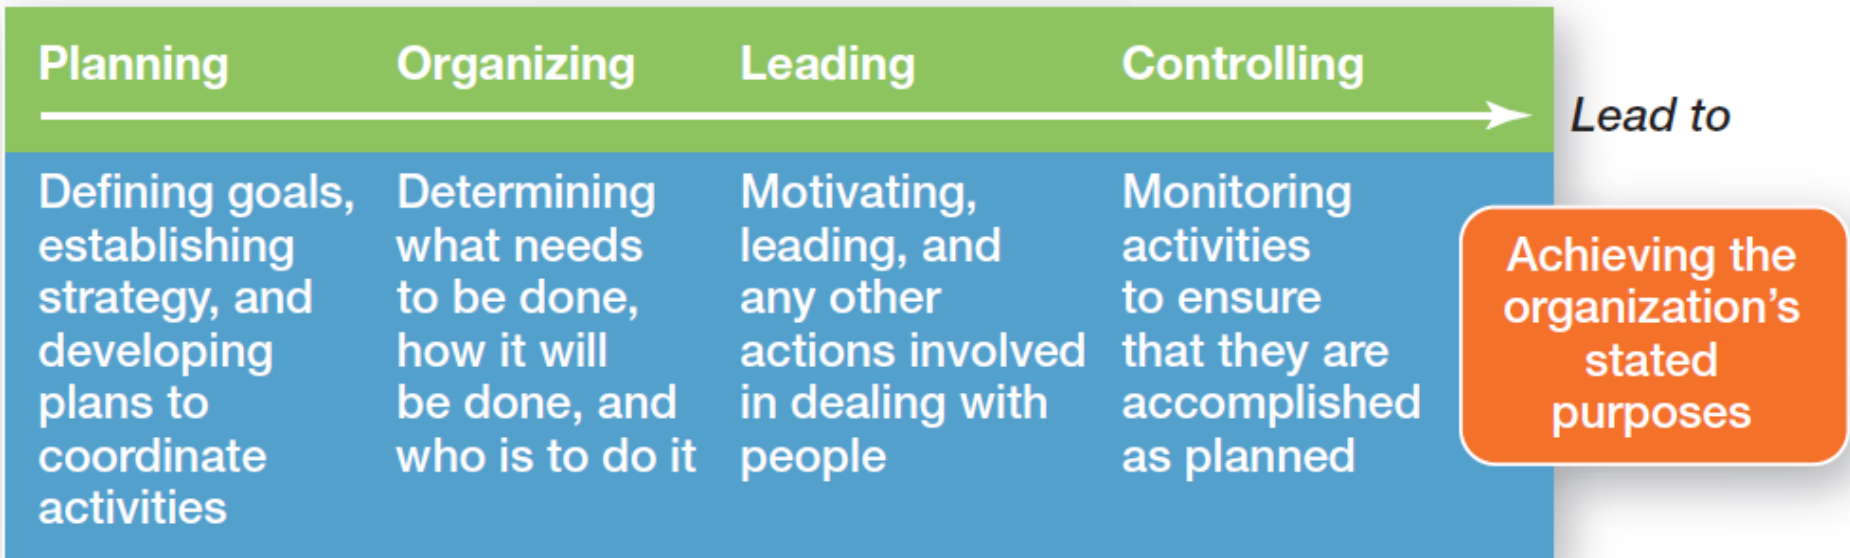 Planning
Organizing
Leading
Controlling
Lead to
Defining goals,
establishing
strategy, and
developing
plans to
coordinate
activities
Determining
what needs
to be done,
how it will
be done, and
who is to do it
Motivating,
leading, and
any other
actions involved
in dealing with
people
Monitoring
activities
to ensure
that they are
accomplished
as planned
Achieving the
organization’s
stated
purposes